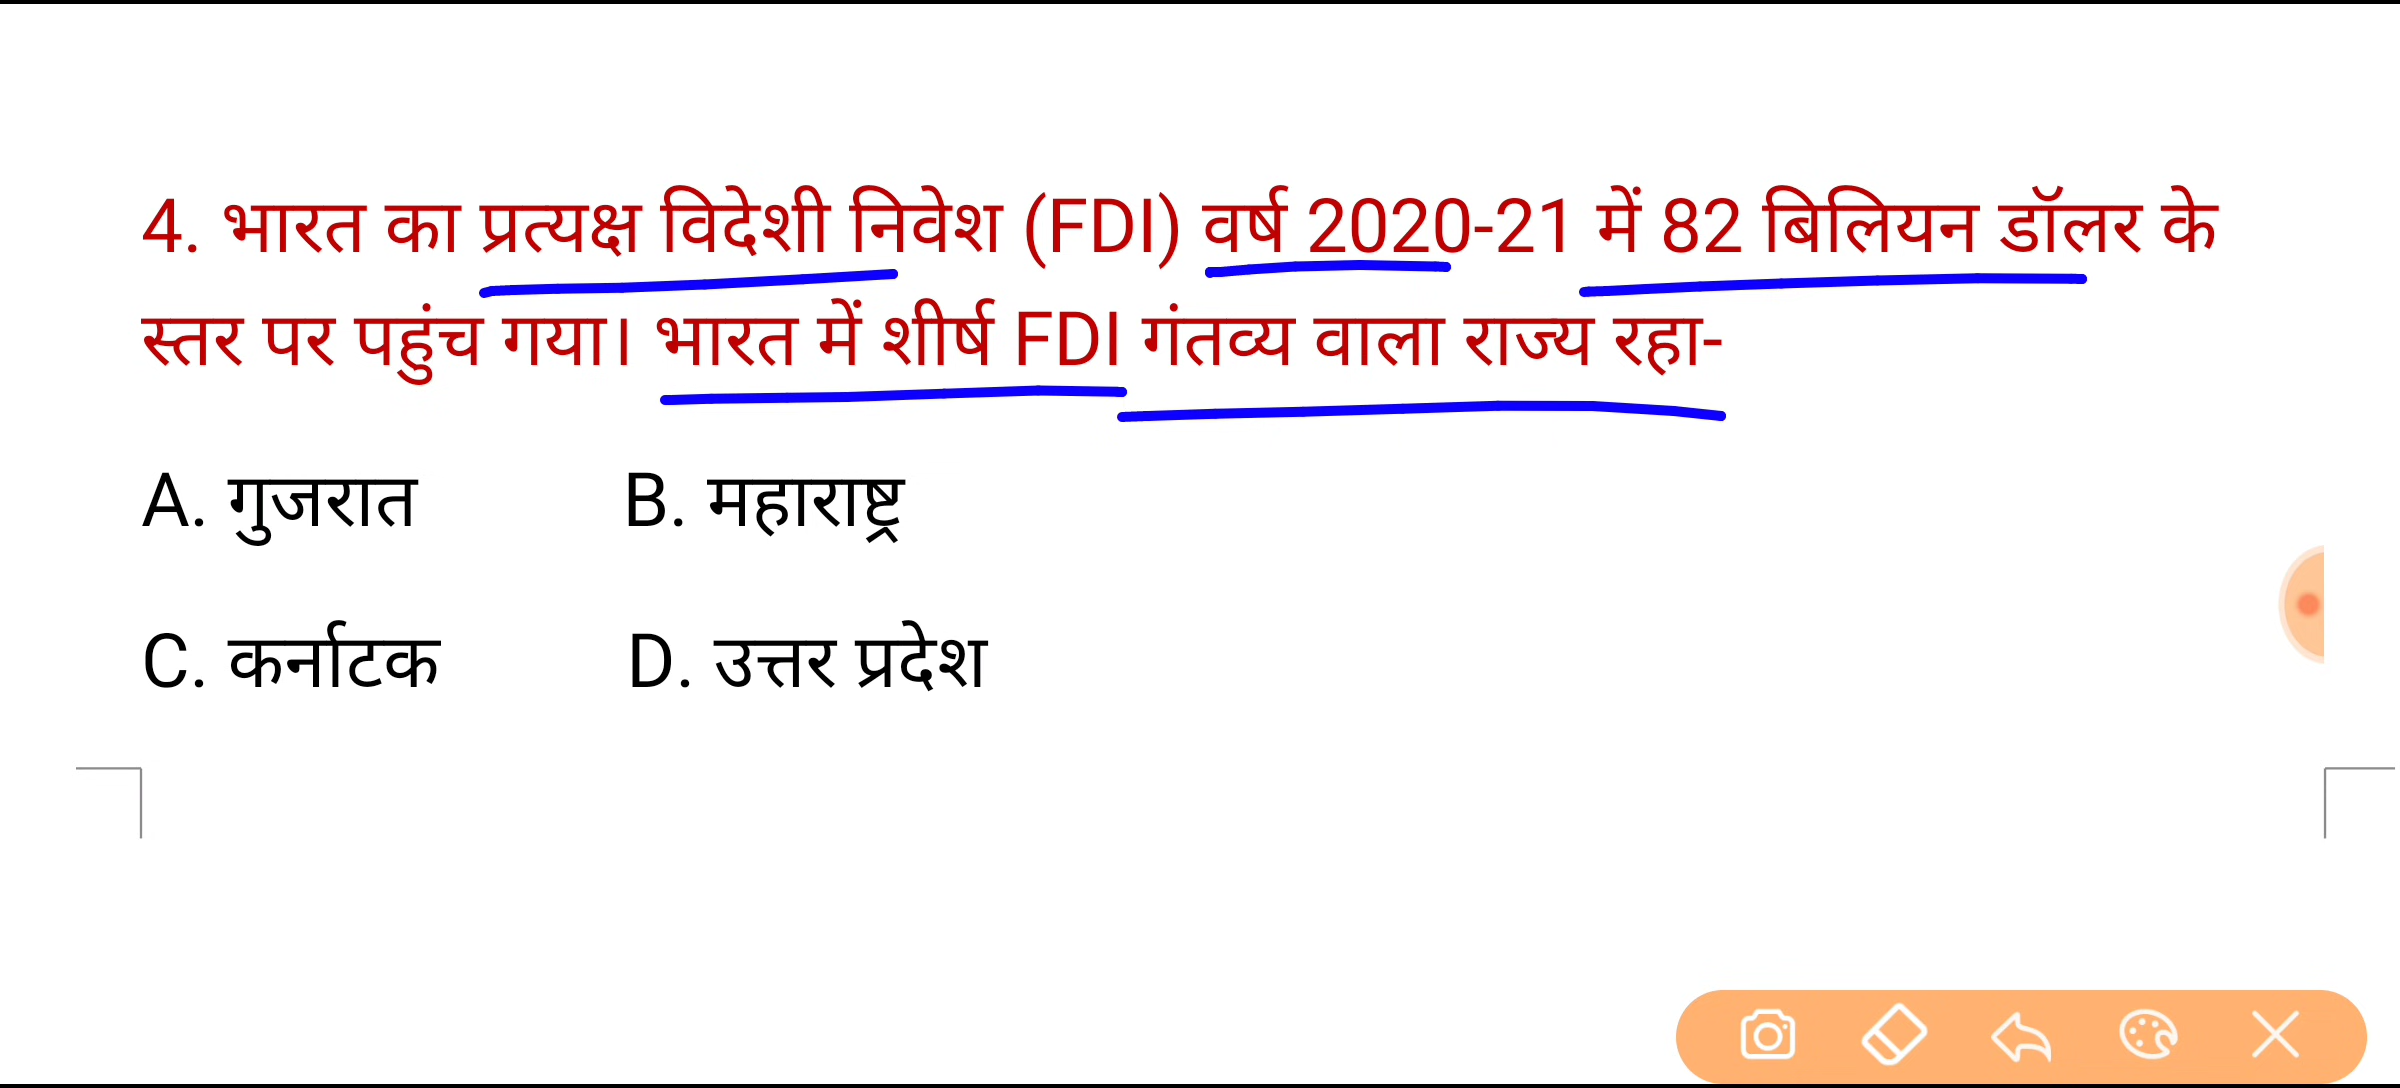 4. भारत का प्रत्यक्ष विदेशी निवेश (FDI) वर्ष 2020-21 में 82 बिलियन डॉलर के
स्तर पर पहुंच गया। भारत में शीर्ष FDI गंतव्य वाला राज्य रहा-
A. गुजरात B. महाराष्ट्र
C. कर्नाटक D. उत्तर प्रदेश